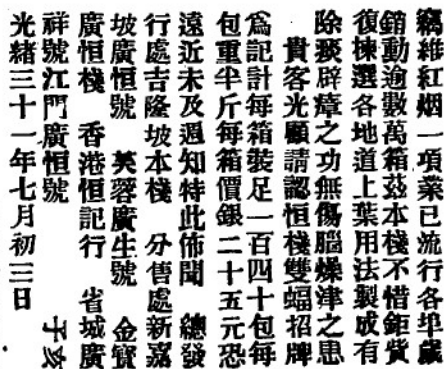 竊維紅烟一項業已流行各埠歲
銷動逾數萬箱茲本棧不惜鉅貲
復揀選各地道上葉用法製成有
除痰辟瘴之功無傷腦燥津之患
貴客光顧請認恒棧雙蝠招牌
為記計每箱裝足一百四十包每
包重半斤每箱價銀二十五元恐
遠近未及週知特此佈聞 總發
行處吉隆坡本棧 分售處新嘉
坡廣恒號 芙蓉廣生號 金寶
廣恒棧 香港恒記行 省城廣
祥號江門廣恒號
光緒三十一年七月初三日